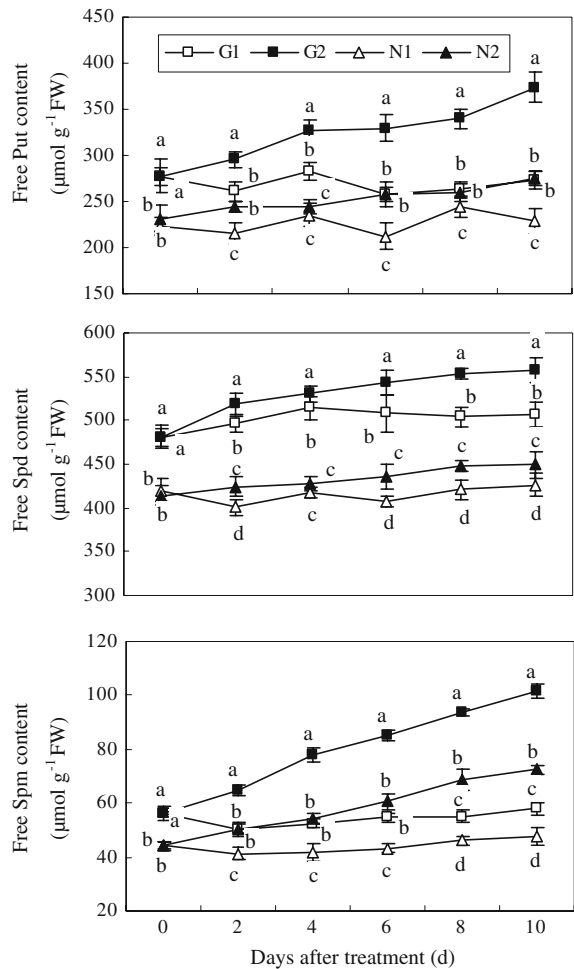 450
400
350
300
250
200
150
Free Put content
(µmol g⁻¹ FW)
G1 G2 N1 N2
a a a a a a
a b b b b b
b b c b b b
b c c c c c
600
550
500
450
400
350
300
Free Spd content
(µmol g⁻¹ FW)
a a a a a a
a b b b b b
b c c c c c
b d c d d d
120
100
80
60
40
20
Free Spm content
(µmol g⁻¹ FW)
a a a a a a
a b b b b b
b b b b c c
b c c c d d
0 2 4 6 8 10
Days after treatment (d)